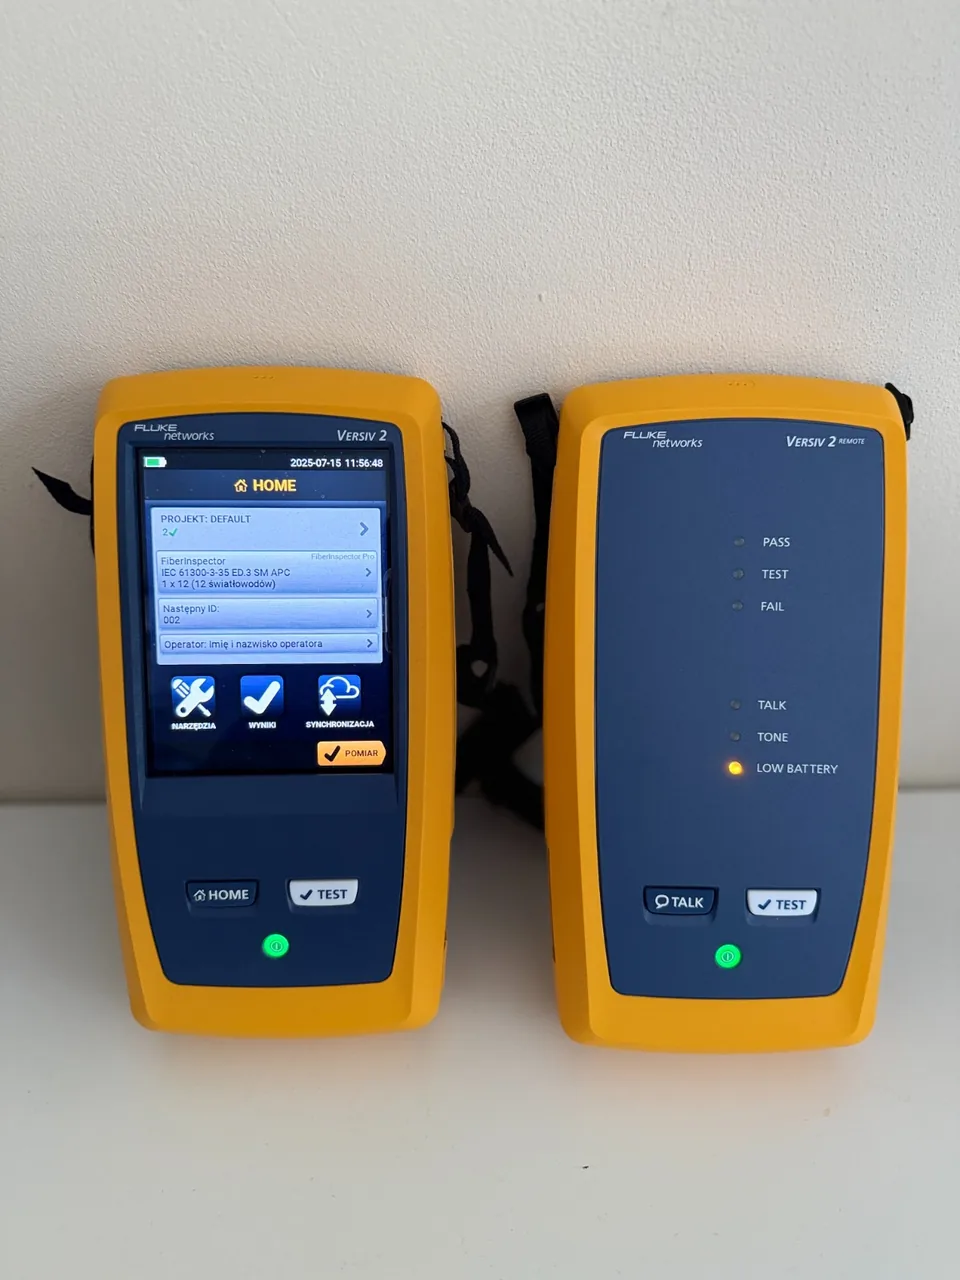 FLUKE
networks
VERSIV 2
2025-07-15 11:56:48
HOME
PROJEKT: DEFAULT
2✓
FiberInspector
FiberInspector Pro
IEC 61300-3-35 ED.3 SM APC
1 x 12 (12 światłowodów)
Następny ID:
002
Operator: Imię i nazwisko operatora
NARZĘDZIA
WYNIKI
SYNCHRONIZACJA
POMIAR
HOME
TEST
FLUKE
networks
VERSIV 2 REMOTE
PASS
TEST
FAIL
TALK
TONE
LOW BATTERY
TALK
TEST